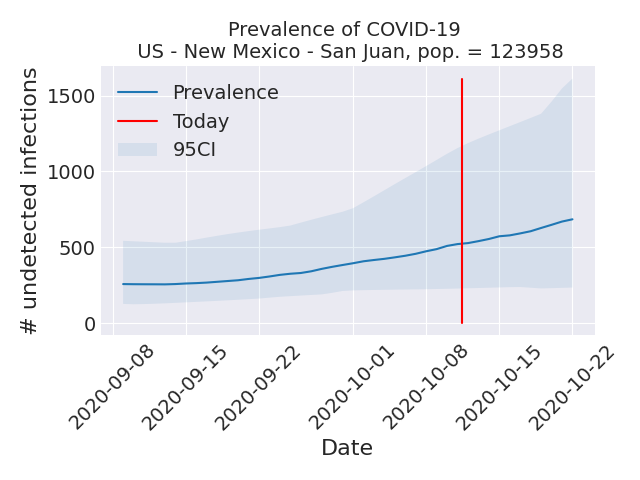 Prevalence of COVID-19
US - New Mexico - San Juan, pop. = 123958
# undetected infections
1500
1000
500
0
Prevalence
Today
95CI
2020-09-08
2020-09-15
2020-09-22
2020-10-01
2020-10-08
2020-10-15
2020-10-22
Date